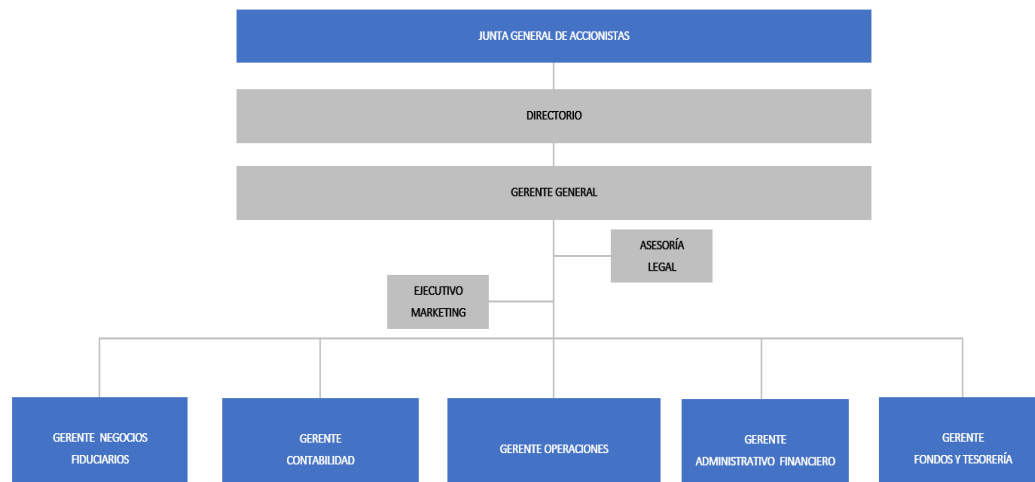 JUNTA GENERAL DE ACCIONISTAS
DIRECTORIO
GERENTE GENERAL
ASESORÍA
LEGAL
EJECUTIVO
MARKETING
GERENTE NEGOCIOS
FIDUCIARIOS
GERENTE
CONTABILIDAD
GERENTE OPERACIONES
GERENTE
ADMINISTRATIVO FINANCIERO
GERENTE
FONDOS Y TESORERÍA